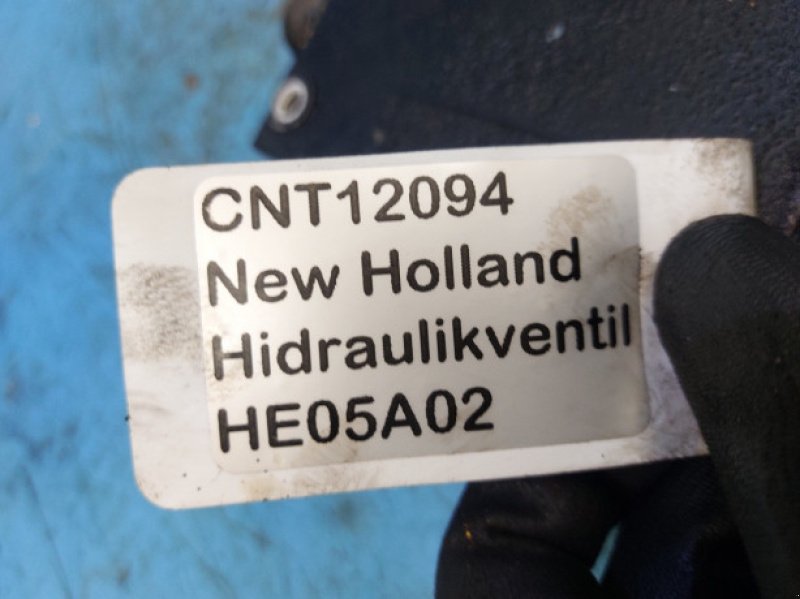 CNT12094
New Holland
Hidraulikventil
HE05A02